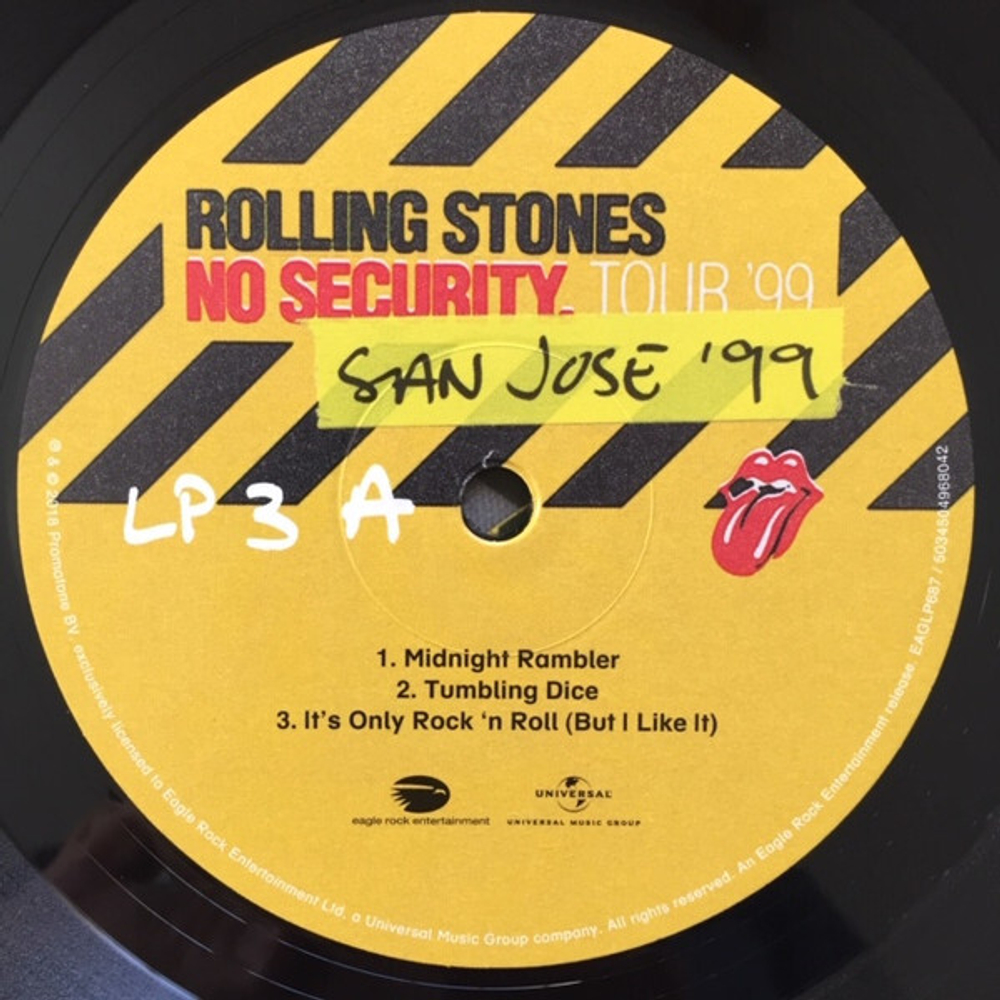 ROLLING STONES
NO SECURITY. TOUR '99
SAN JOSE '99
LP 3 A
1. Midnight Rambler
2. Tumbling Dice
3. It's Only Rock ‘n Roll (But I Like It)
eagle rock entertainment
UNIVERSAL
UNIVERSAL MUSIC GROUP
℗ & © 2018 Promotone BV, exclusively licensed to Eagle Rock Entertainment Ltd, a Universal Music Group company. All rights reserved. An Eagle Rock Entertainment release. EAGLP687 / 5034504968042